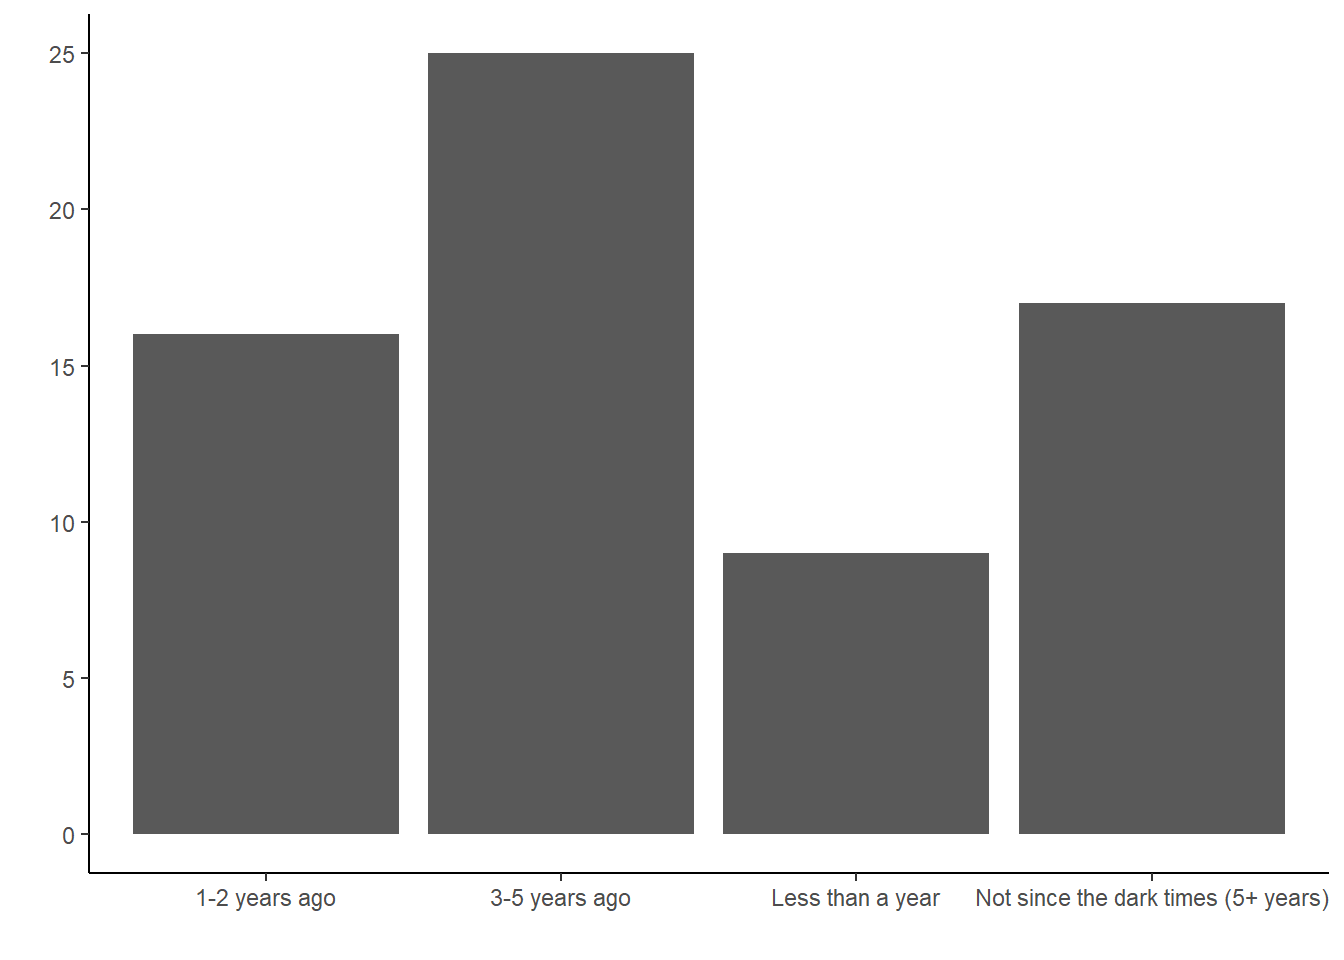 25
20
15
10
5
0
1-2 years ago
3-5 years ago
Less than a year
Not since the dark times (5+ years)